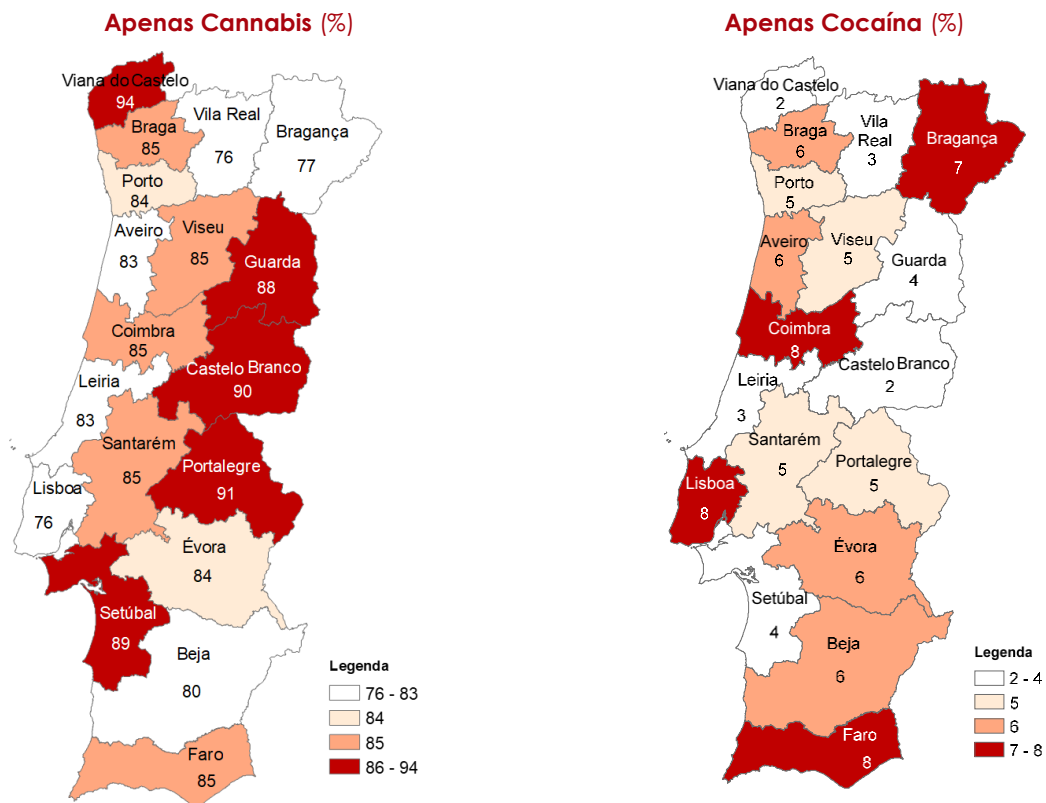 Apenas Cannabis (%)
Viana do Castelo
94
Braga
85
Vila Real
76
Bragança
77
Porto
84
Aveiro
83
Viseu
85
Guarda
88
Coimbra
85
Castelo Branco
90
Leiria
83
Santarém
85
Portalegre
91
Lisboa
76
Évora
84
Setúbal
89
Beja
80
Faro
85
Legenda
76 - 83
84
85
86 - 94
Apenas Cocaína (%)
Viana do Castelo
2
Braga
6
Vila
Real
3
Bragança
7
Porto
5
Aveiro
6
Viseu
5
Guarda
4
Coimbra
8
Castelo Branco
2
Leiria
3
Santarém
5
Portalegre
5
Lisboa
8
Évora
6
Setúbal
4
Beja
6
Faro
8
Legenda
2 - 4
5
6
7 - 8